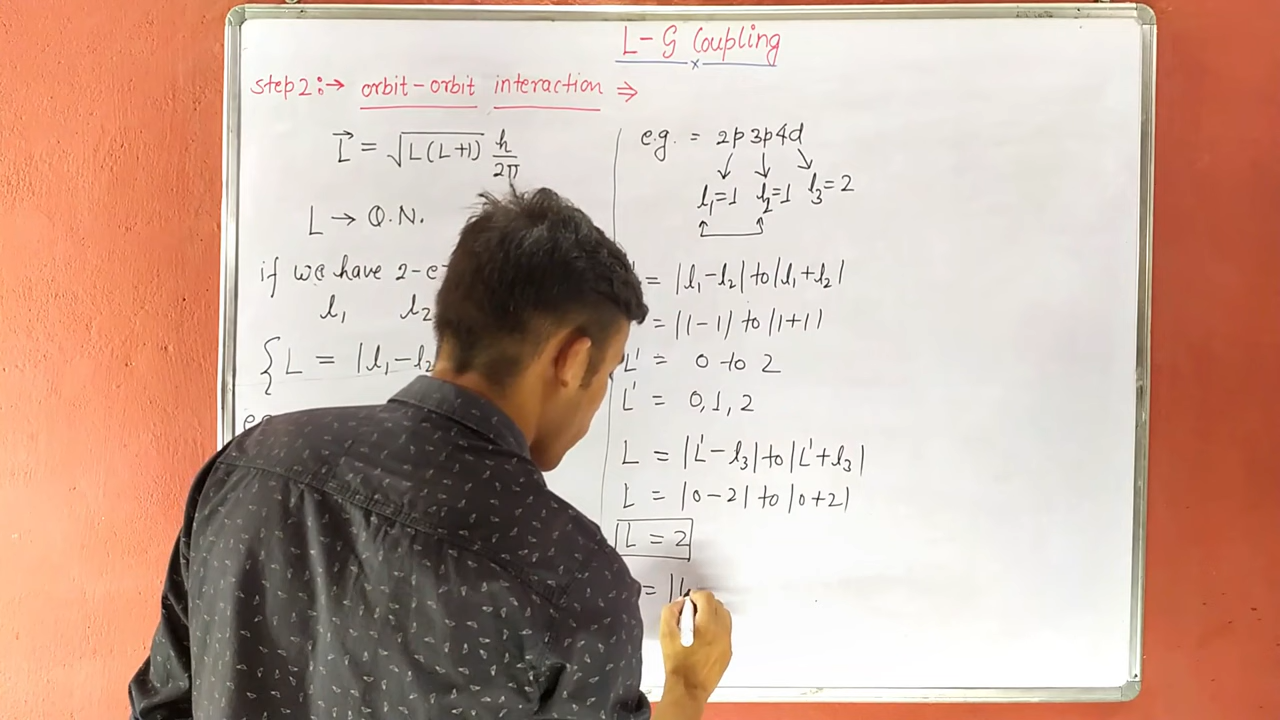 L-S Coupling
step2:→ orbit-orbit interaction ⇒
L⃗ = √L(L+1) h/2π
L → Q.N.
if we have 2-e
l₁ l₂
{ L = |l₁-l₂
e.g. = 2p 3p 4d
l₁=1 l₂=1 l₃=2
= |l₁-l₂| to |l₁+l₂|
= |1-1| to |1+1|
L' = 0 to 2
L' = 0,1,2
L = |L'-l₃| to |L'+l₃|
L = |0-2| to |0+2|
L = 2
= |